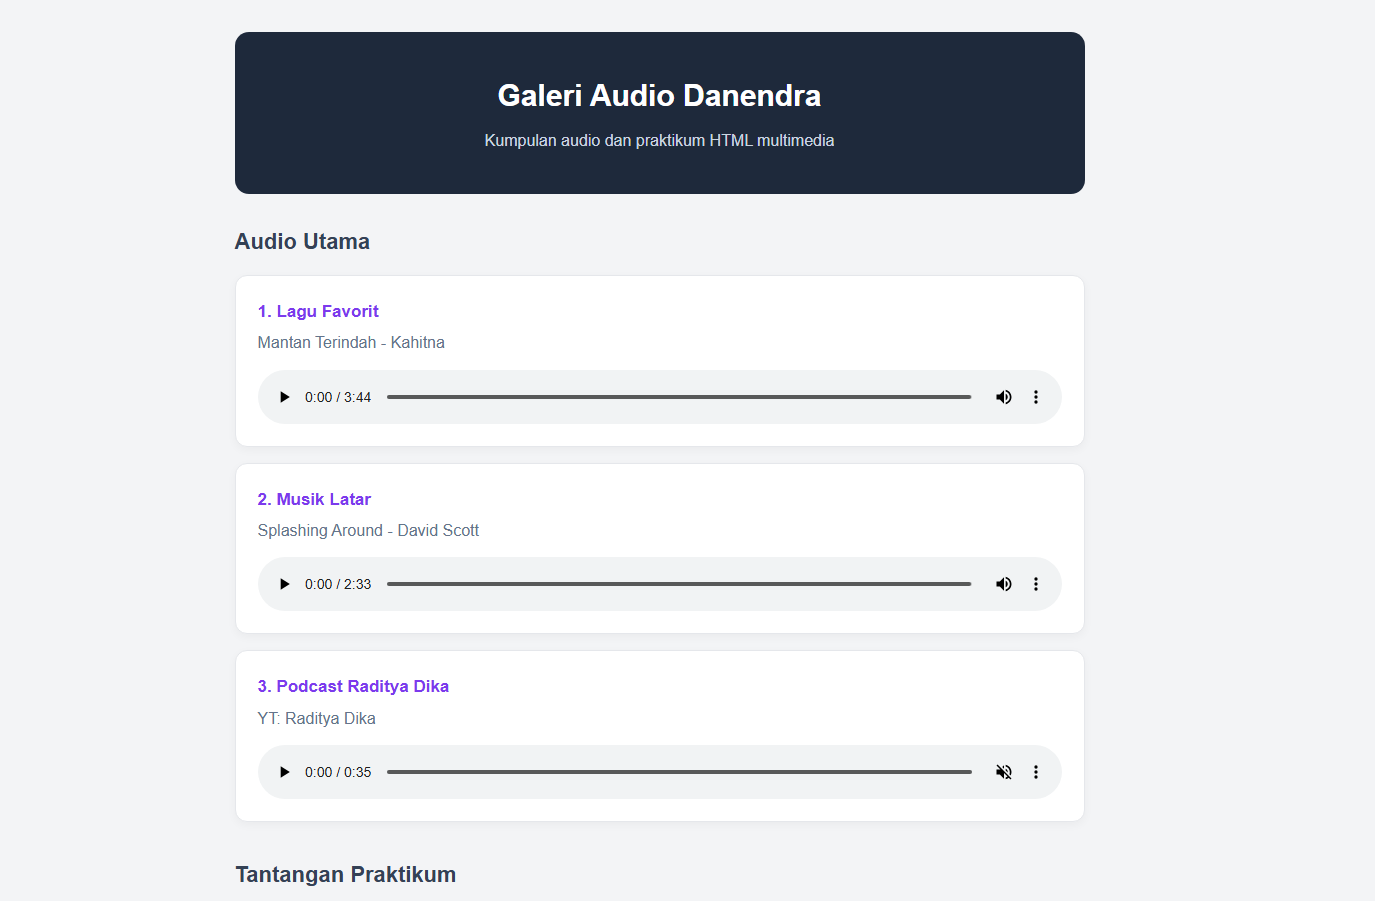 Galeri Audio Danendra
Kumpulan audio dan praktikum HTML multimedia
Audio Utama
1. Lagu Favorit
Mantan Terindah - Kahitna
0:00 / 3:44
2. Musik Latar
Splashing Around - David Scott
0:00 / 2:33
3. Podcast Raditya Dika
YT: Raditya Dika
0:00 / 0:35
Tantangan Praktikum